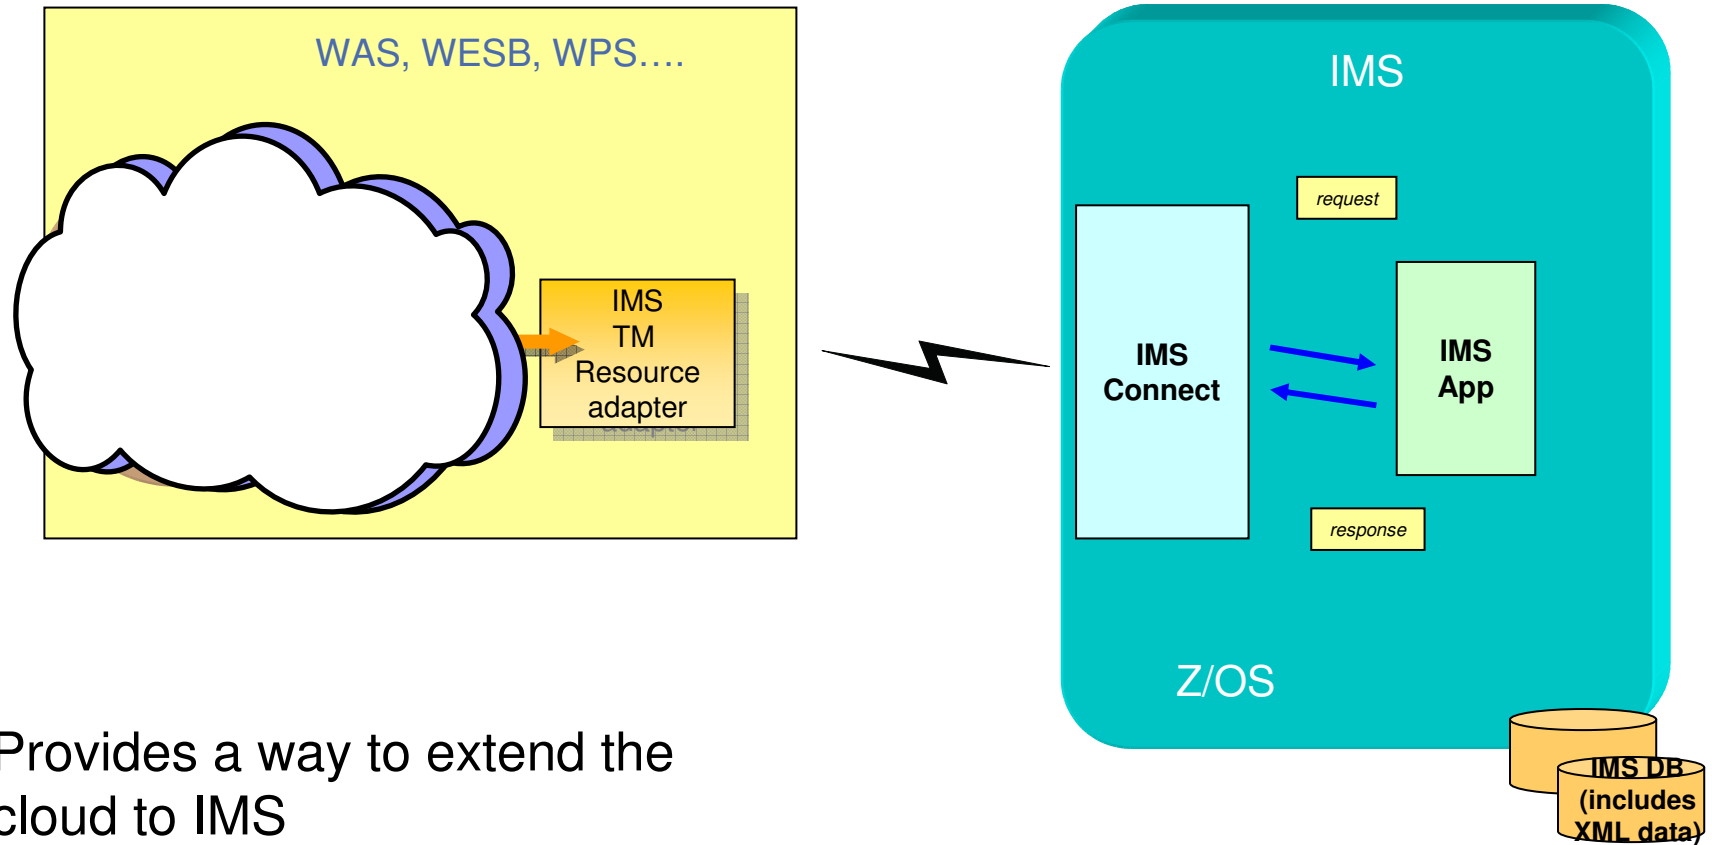 WAS, WESB, WPS….
IMS
TM
Resource
adapter
IMS
request
IMS
Connect
IMS
App
response
Z/OS
IMS DB
(includes
XML data)
Provides a way to extend the
cloud to IMS